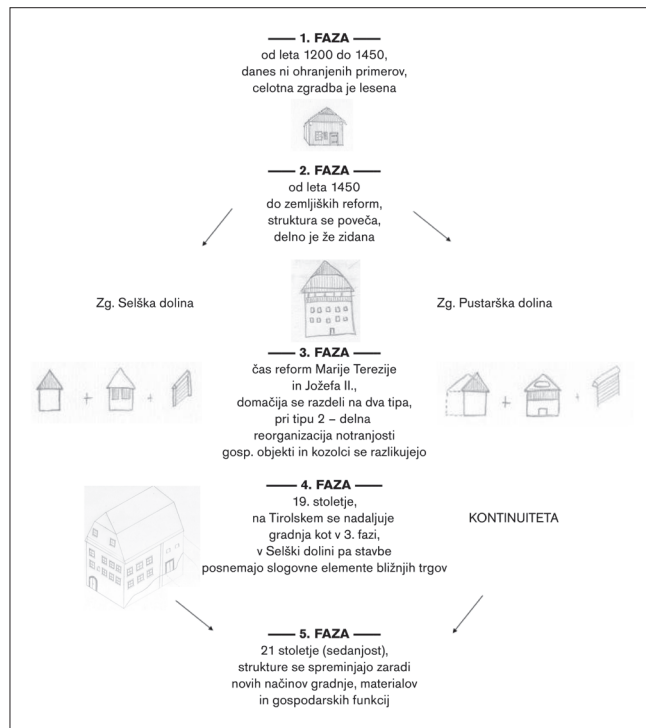 1. FAZA
od leta 1200 do 1450,
danes ni ohranjenih primerov,
celotna zgradba je lesena
2. FAZA
od leta 1450
do zemljiških reform,
struktura se poveča,
delno je že zidana
Zg. Selška dolina
Zg. Pustarška dolina
3. FAZA
čas reform Marije Terezije
in Jožefa II.,
domačija se razdeli na dva tipa,
pri tipu 2 – delna
reorganizacija notranjosti
gosp. objekti in kozolci se razlikujejo
+ +
+ +
4. FAZA
19. stoletje,
na Tirolskem se nadaljuje
gradnja kot v 3. fazi,
v Selški dolini pa stavbe
posnemajo slogovne elemente bližnjih trgov
KONTINUITETA
5. FAZA
21 stoletje (sedanjost),
strukture se spreminjajo zaradi
novih načinov gradnje, materialov
in gospodarskih funkcij